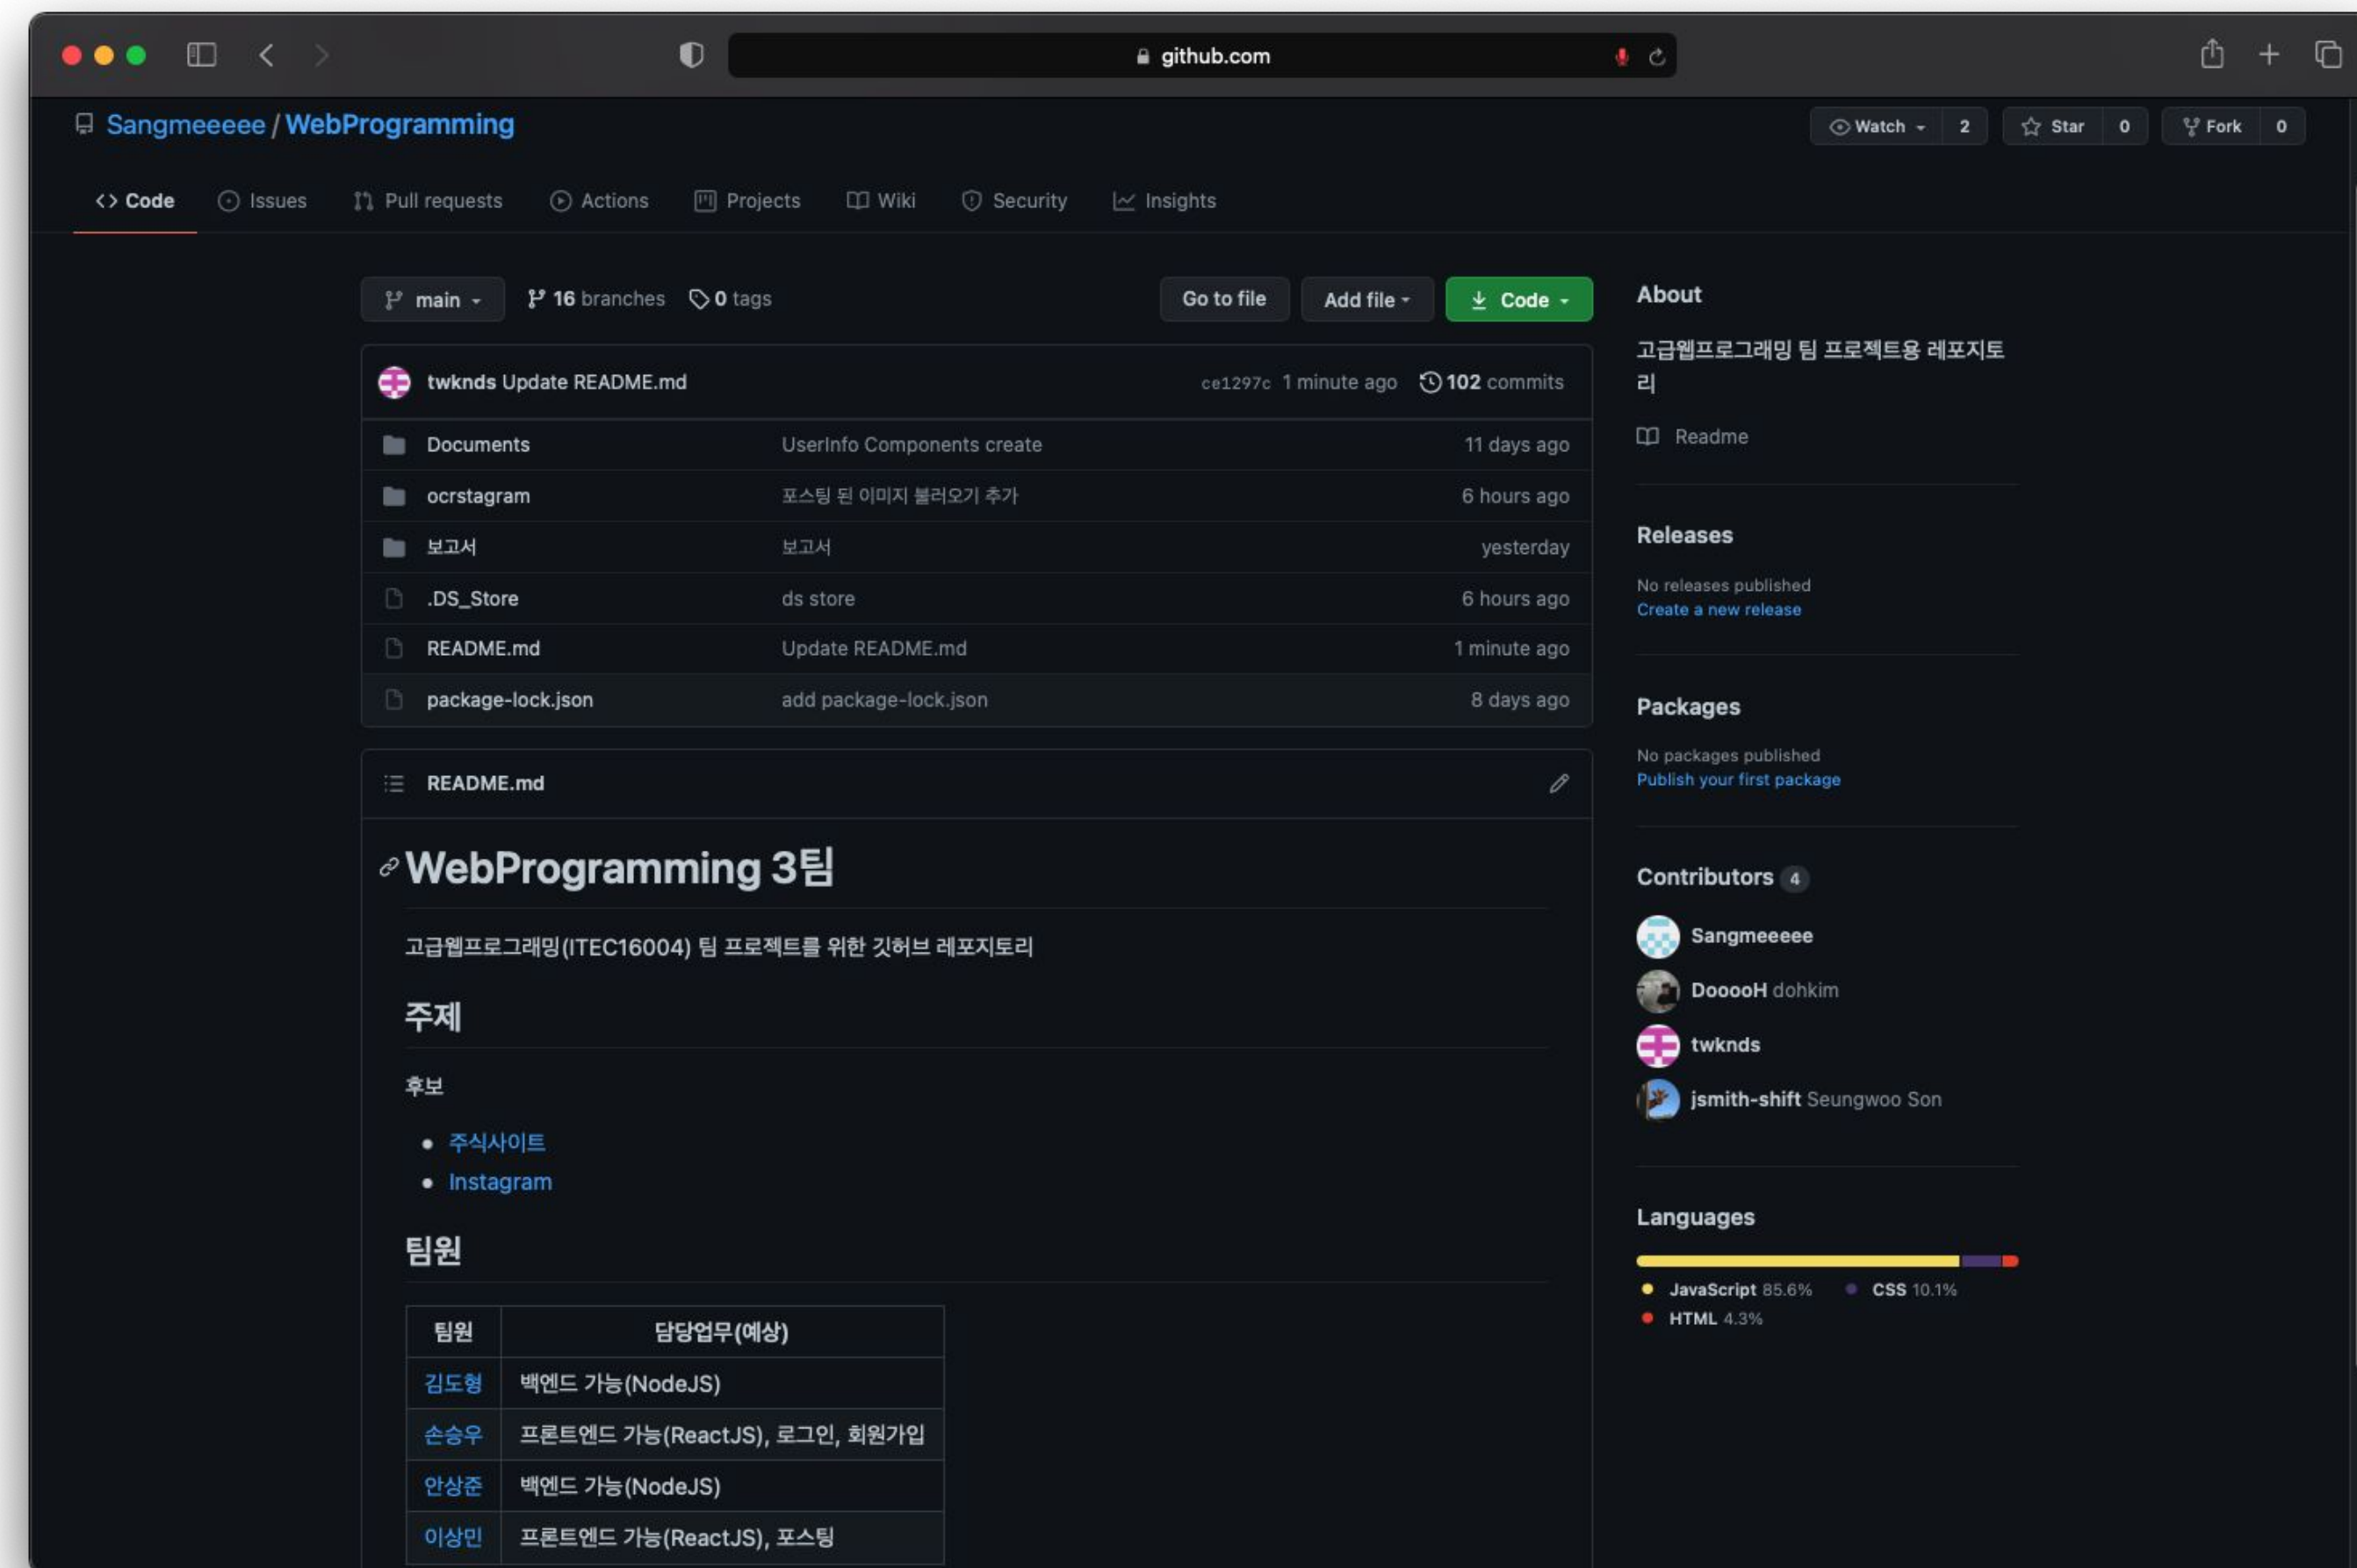 github.com
Sangmeeeee / WebProgramming
Watch 2 Star 0 Fork 0
Code Issues Pull requests Actions Projects Wiki Security Insights
main 16 branches 0 tags Go to file Add file Code
twknds Update README.md ce1297c 1 minute ago 102 commits
Documents UserInfo Components create 11 days ago
ocrstagram 포스팅 된 이미지 불러오기 추가 6 hours ago
보고서 보고서 yesterday
.DS_Store ds store 6 hours ago
README.md Update README.md 1 minute ago
package-lock.json add package-lock.json 8 days ago
README.md
WebProgramming 3팀
고급웹프로그래밍(ITEC16004) 팀 프로젝트를 위한 깃허브 레포지토리
주제
후보
주식사이트
Instagram
팀원
팀원 담당업무(예상)
김도형 백엔드 가능(NodeJS)
손승우 프론트엔드 가능(ReactJS), 로그인, 회원가입
안상준 백엔드 가능(NodeJS)
이상민 프론트엔드 가능(ReactJS), 포스팅
About
고급웹프로그래밍 팀 프로젝트용 레포지토
리
Readme
Releases
No releases published
Create a new release
Packages
No packages published
Publish your first package
Contributors 4
Sangmeeeee
DooooH dohkim
twknds
jsmith-shift Seungwoo Son
Languages
JavaScript 85.6% CSS 10.1%
HTML 4.3%